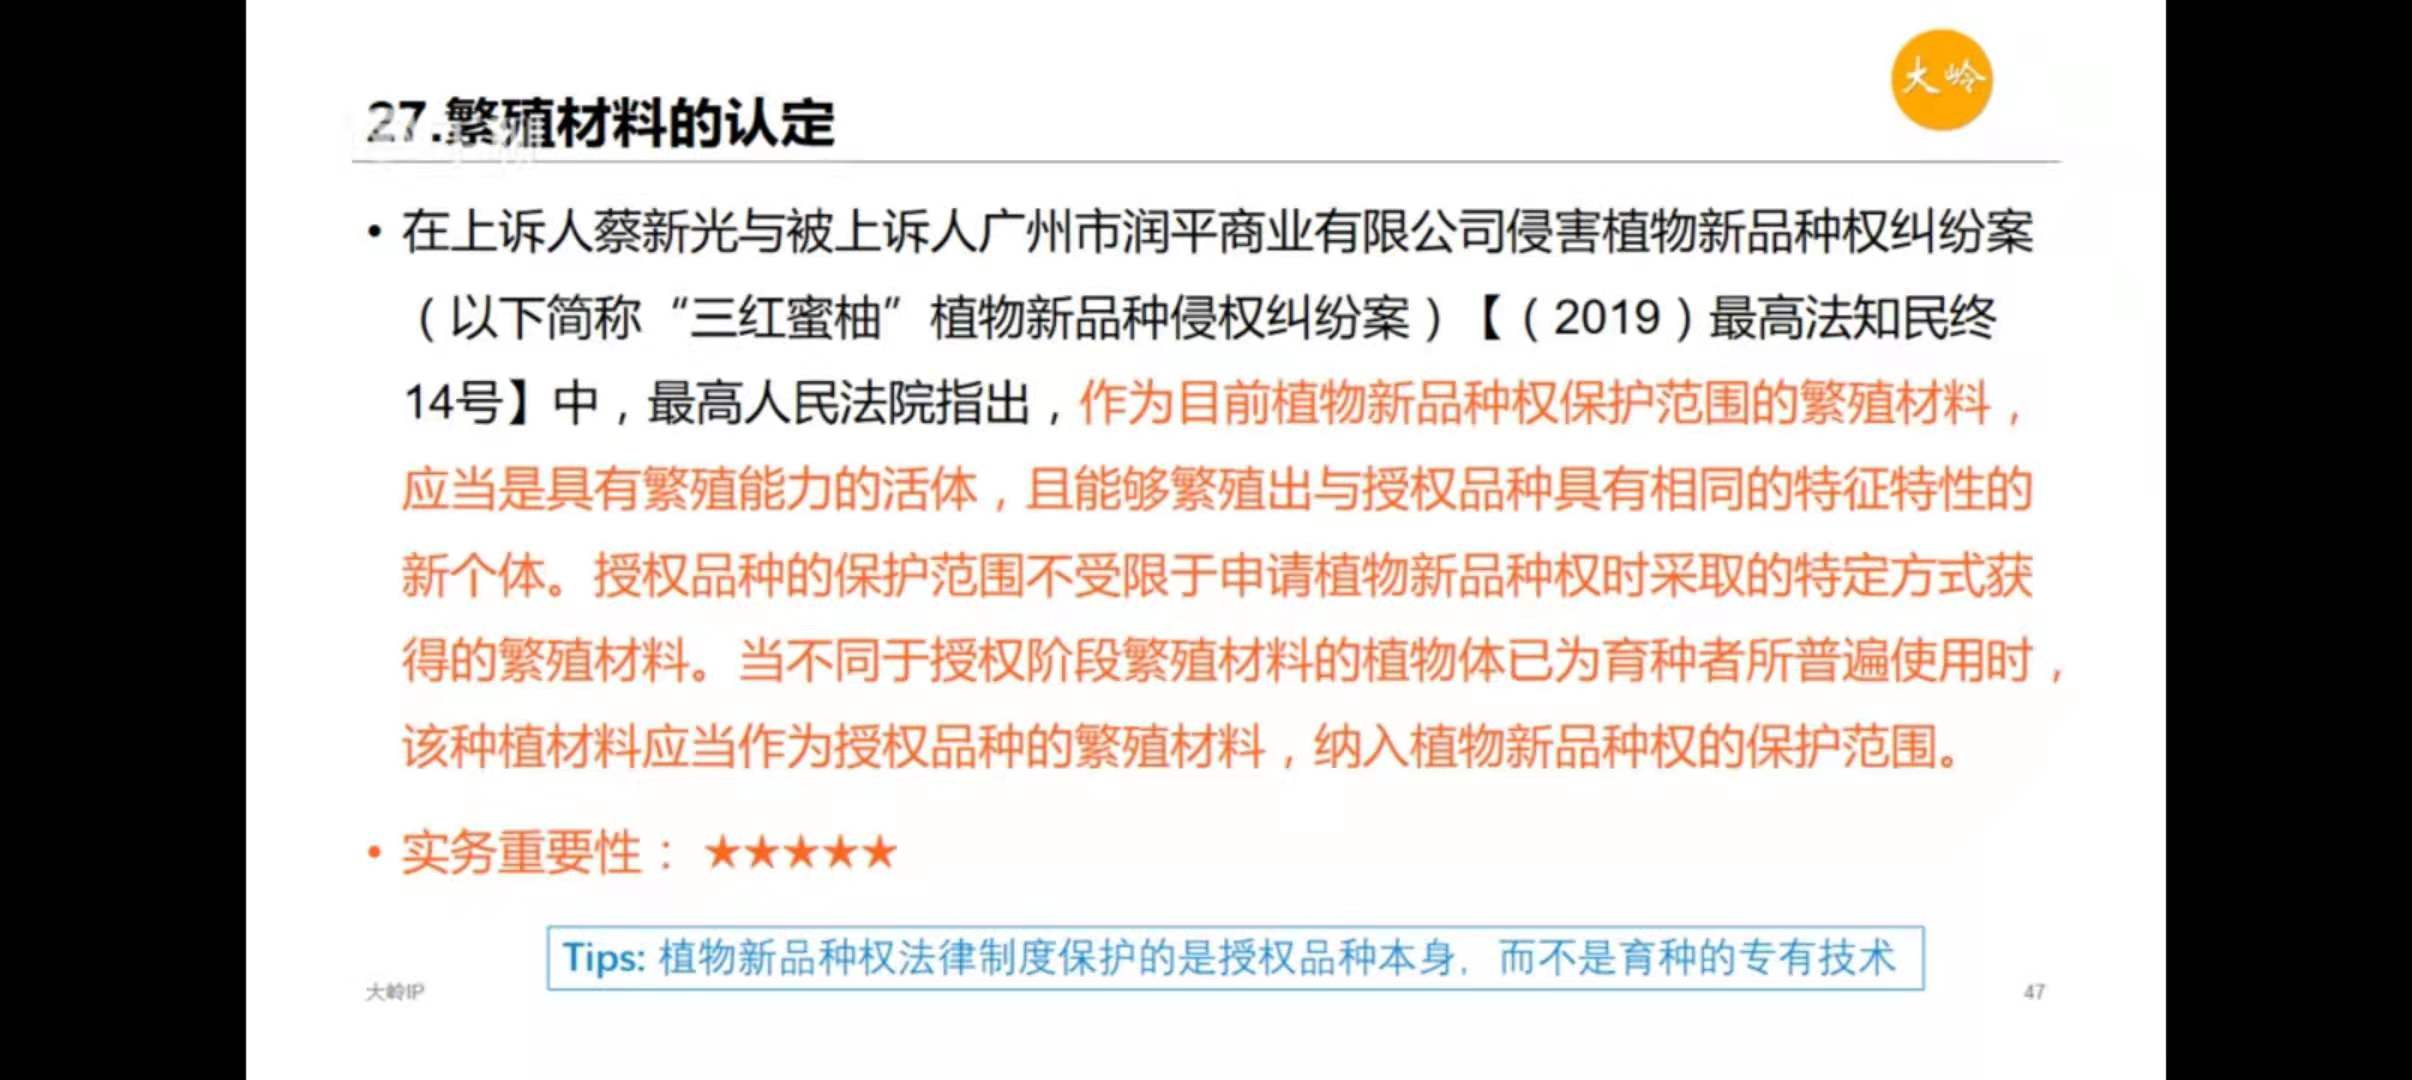 大岭
27.繁殖材料的认定
• 在上诉人蔡新光与被上诉人广州市润平商业有限公司侵害植物新品种权纠纷案
（以下简称“三红蜜柚”植物新品种侵权纠纷案）【（2019）最高法知民终
14号】中，最高人民法院指出，作为目前植物新品种权保护范围的繁殖材料，
应当是具有繁殖能力的活体，且能够繁殖出与授权品种具有相同的特征特性的
新个体。授权品种的保护范围不受限于申请植物新品种权时采取的特定方式获
得的繁殖材料。当不同于授权阶段繁殖材料的植物体已为育种者所普遍使用时，
该种植材料应当作为授权品种的繁殖材料，纳入植物新品种权的保护范围。
• 实务重要性：★★★★★
Tips: 植物新品种权法律制度保护的是授权品种本身，而不是育种的专有技术
大岭IP
47